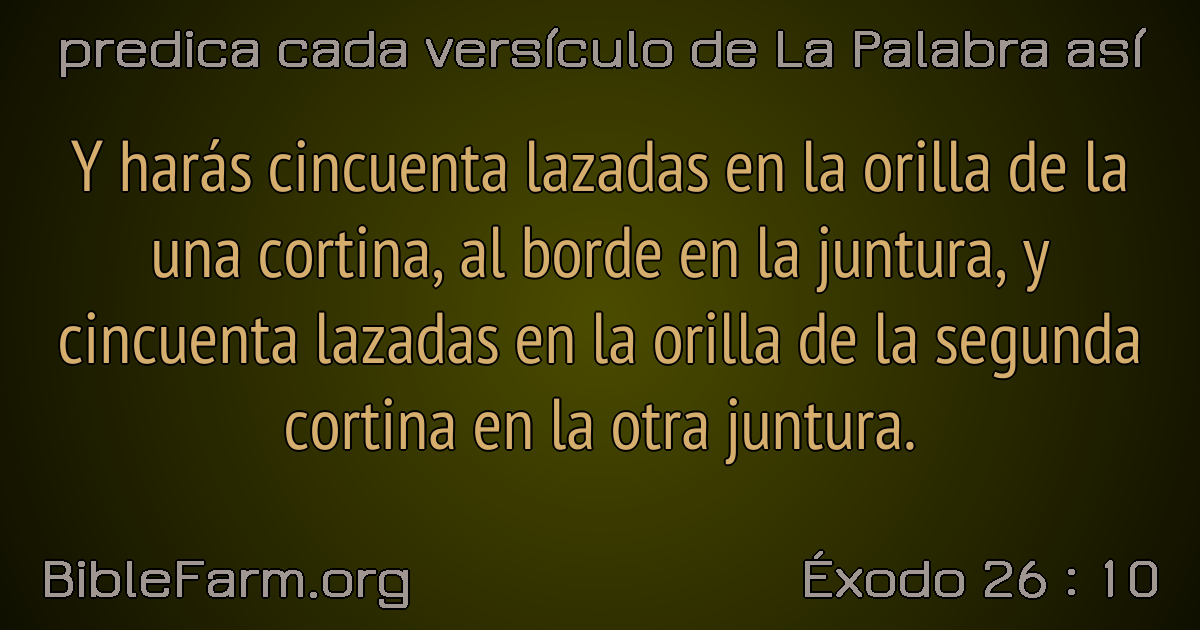 predica cada versículo de La Palabra así
Y harás cincuenta lazadas en la orilla de la
una cortina, al borde en la juntura, y
cincuenta lazadas en la orilla de la segunda
cortina en la otra juntura.
BibleFarm.org
Éxodo 26 : 10